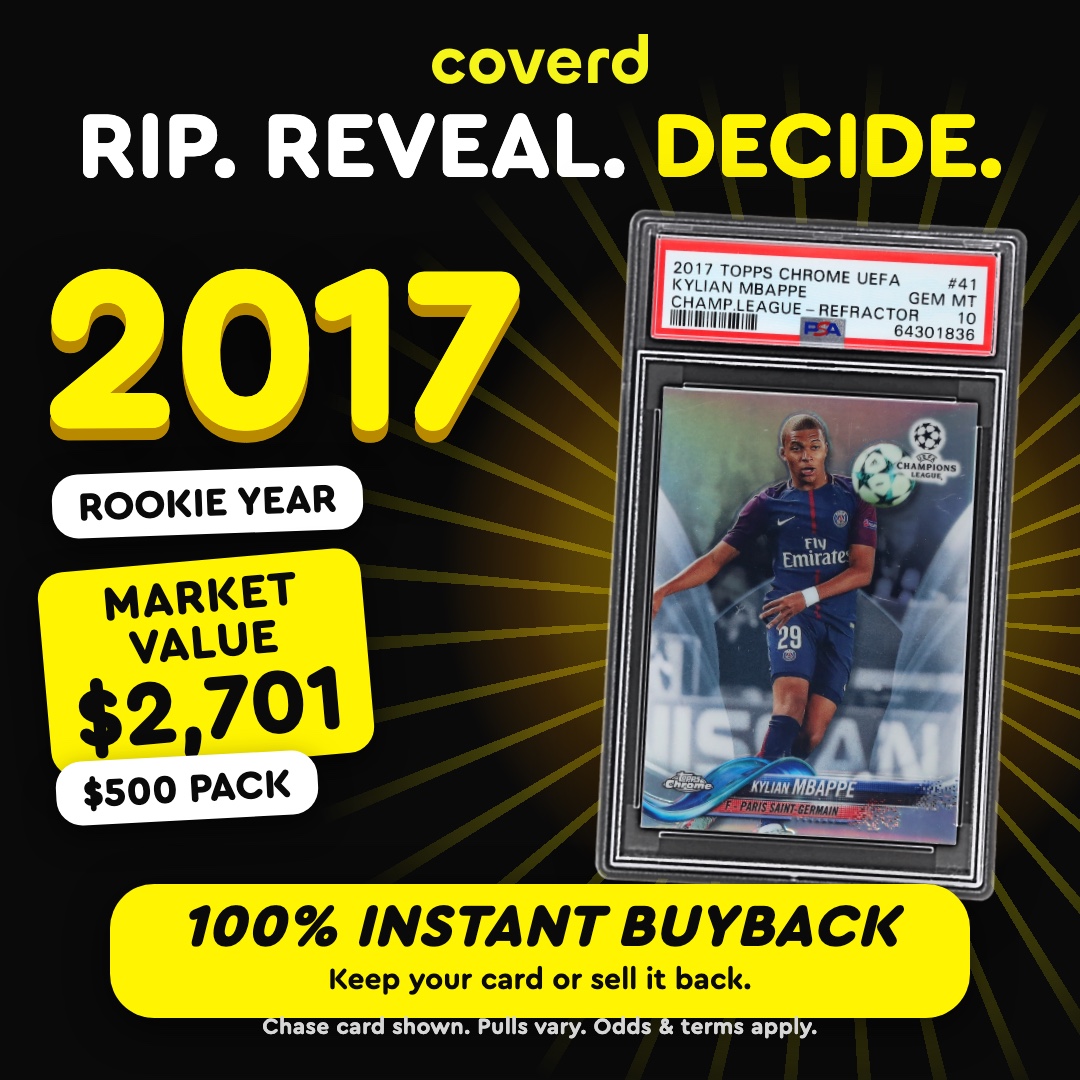 coverd
RIP. REVEAL. DECIDE.
2017
ROOKIE YEAR
MARKET
VALUE
$2,701
$500 PACK
2017 TOPPS CHROME UEFA #41
KYLIAN MBAPPE GEM MT
CHAMP.LEAGUE – REFRACTOR 10
PSA 64301836
UEFA
CHAMPIONS
LEAGUE
Fly
Emirates
29
NISSAN
Topps
Chrome
KYLIAN MBAPPE
F - PARIS SAINT-GERMAIN
100% INSTANT BUYBACK
Keep your card or sell it back.
Chase card shown. Pulls vary. Odds & terms apply.